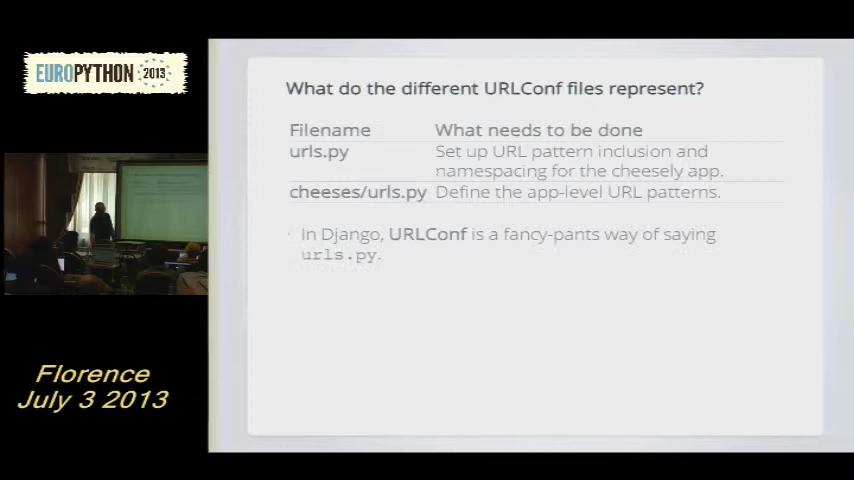 EUROPYTHON 2013
What do the different URLConf files represent?
Filename What needs to be done
urls.py Set up URL pattern inclusion and
namespacing for the cheesely app.
cheeses/urls.py Define the app-level URL patterns.
· In Django, URLConf is a fancy-pants way of saying
urls.py.
Florence
July 3 2013